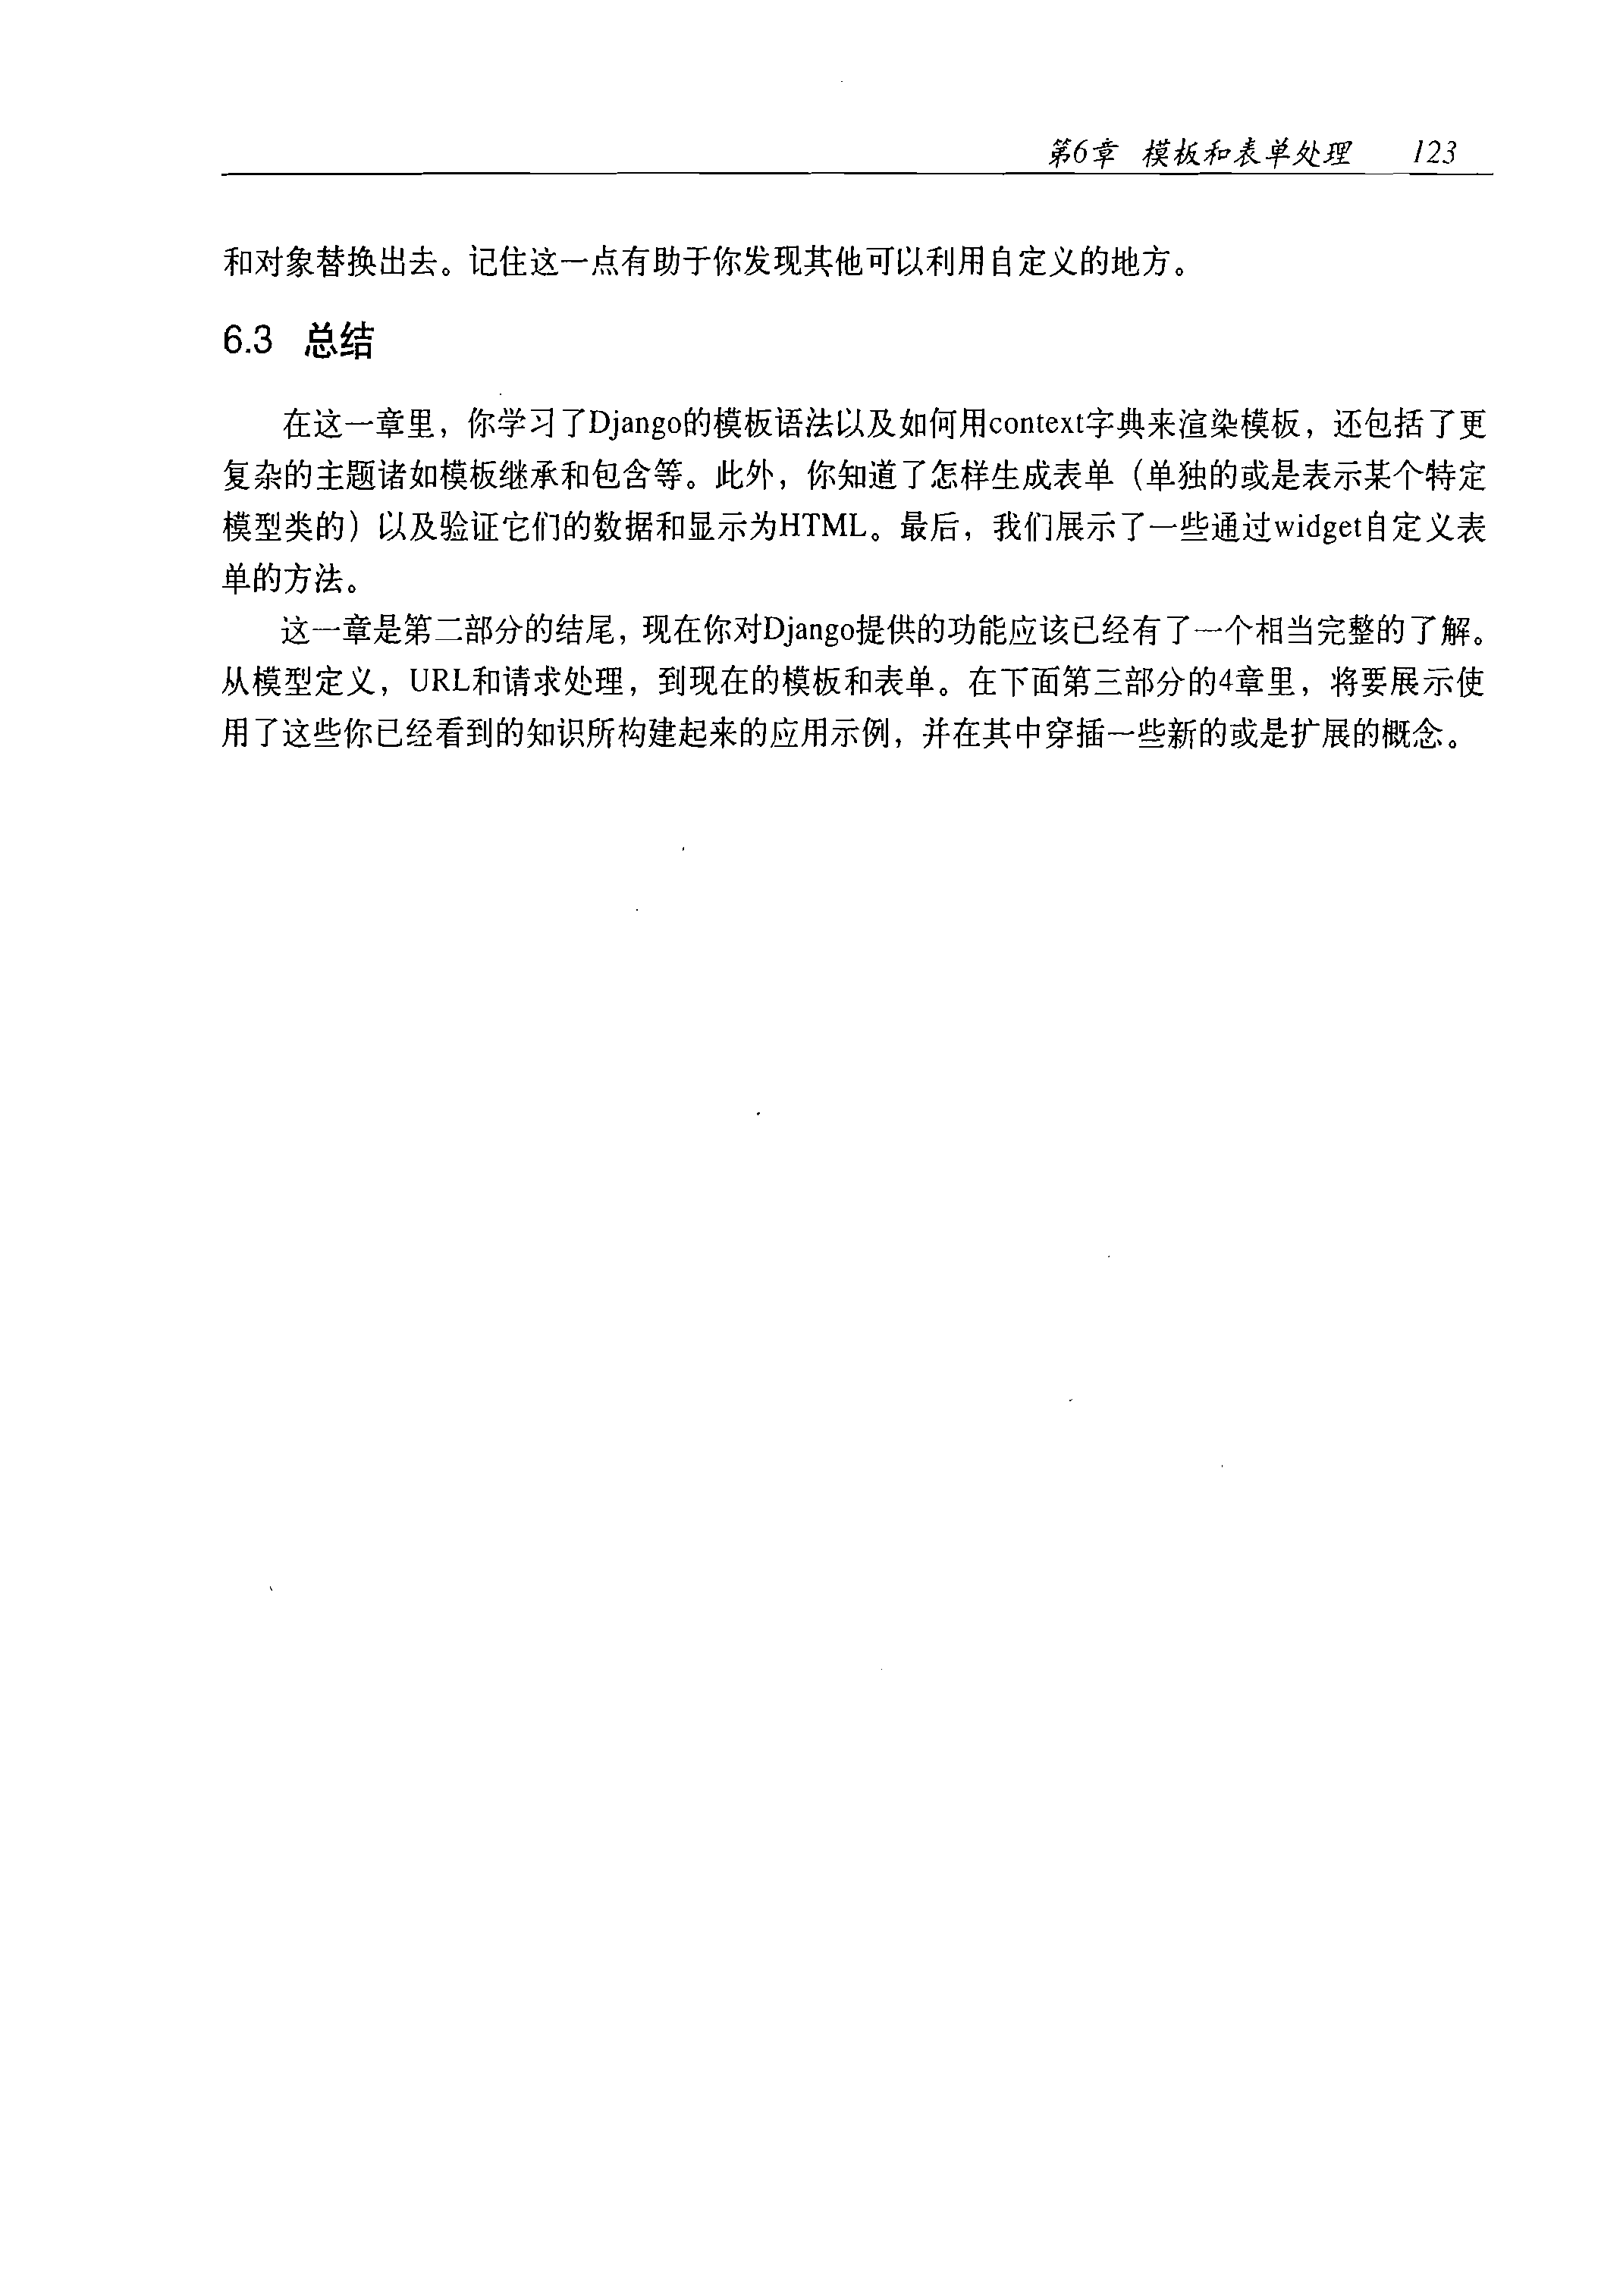 第6章 模板和表单处理 123
和对象替换出去。记住这一点有助于你发现其他可以利用自定义的地方。
6.3 总结
在这一章里，你学习了Django的模板语法以及如何用context字典来渲染模板，还包括了更
复杂的主题诸如模板继承和包含等。此外，你知道了怎样生成表单（单独的或是表示某个特定
模型类的）以及验证它们的数据和显示为HTML。最后，我们展示了一些通过widget自定义表
单的方法。
这一章是第二部分的结尾，现在你对Django提供的功能应该已经有了一个相当完整的了解。
从模型定义，URL和请求处理，到现在的模板和表单。在下面第三部分的4章里，将要展示使
用了这些你已经看到的知识所构建起来的应用示例，并在其中穿插一些新的或是扩展的概念。